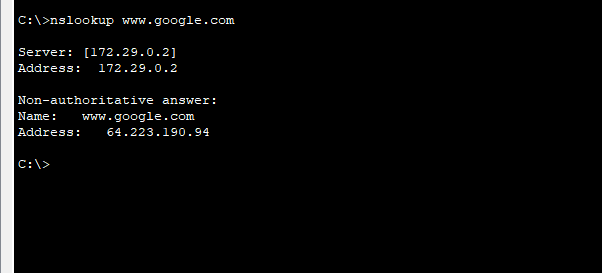 C:\>nslookup www.google.com
Server: [172.29.0.2]
Address:  172.29.0.2
Non-authoritative answer:
Name:   www.google.com
Address:   64.223.190.94
C:\>